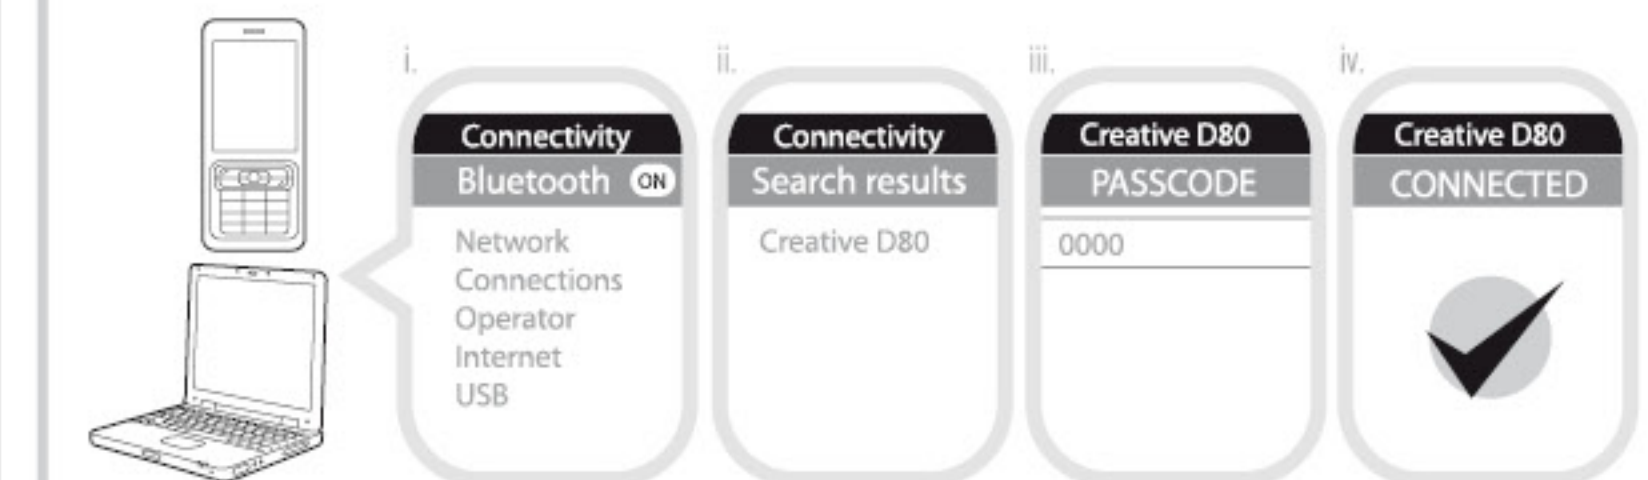 i.
Connectivity
Bluetooth ON
Network
Connections
Operator
Internet
USB
ii.
Connectivity
Search results
Creative D80
iii.
Creative D80
PASSCODE
0000
iv.
Creative D80
CONNECTED